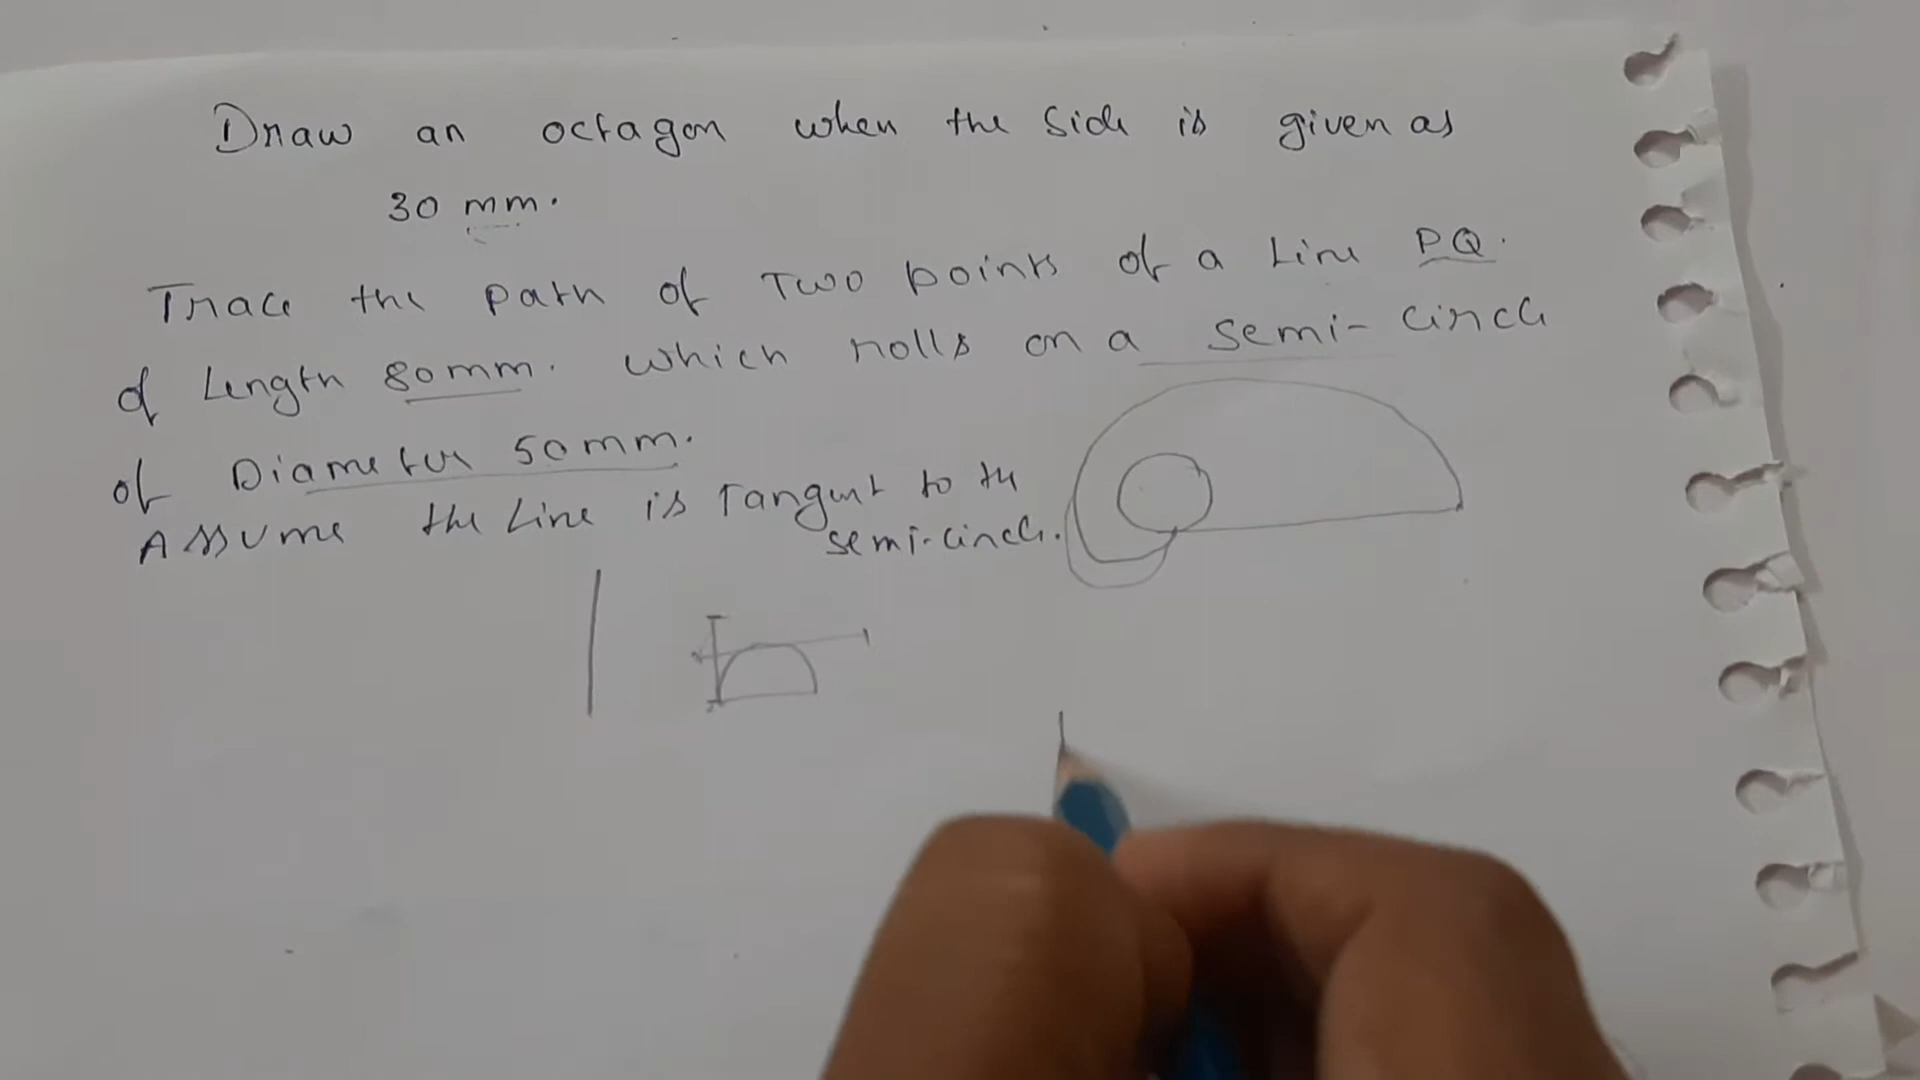 Draw an octagon when the side is given as
30 mm.
Trace the path of Two points of a Line PQ.
of Length 80mm. which rolls on a semi-circle
of Diameter 50mm.
Assume the Line is Tangent to the
semi-circle.